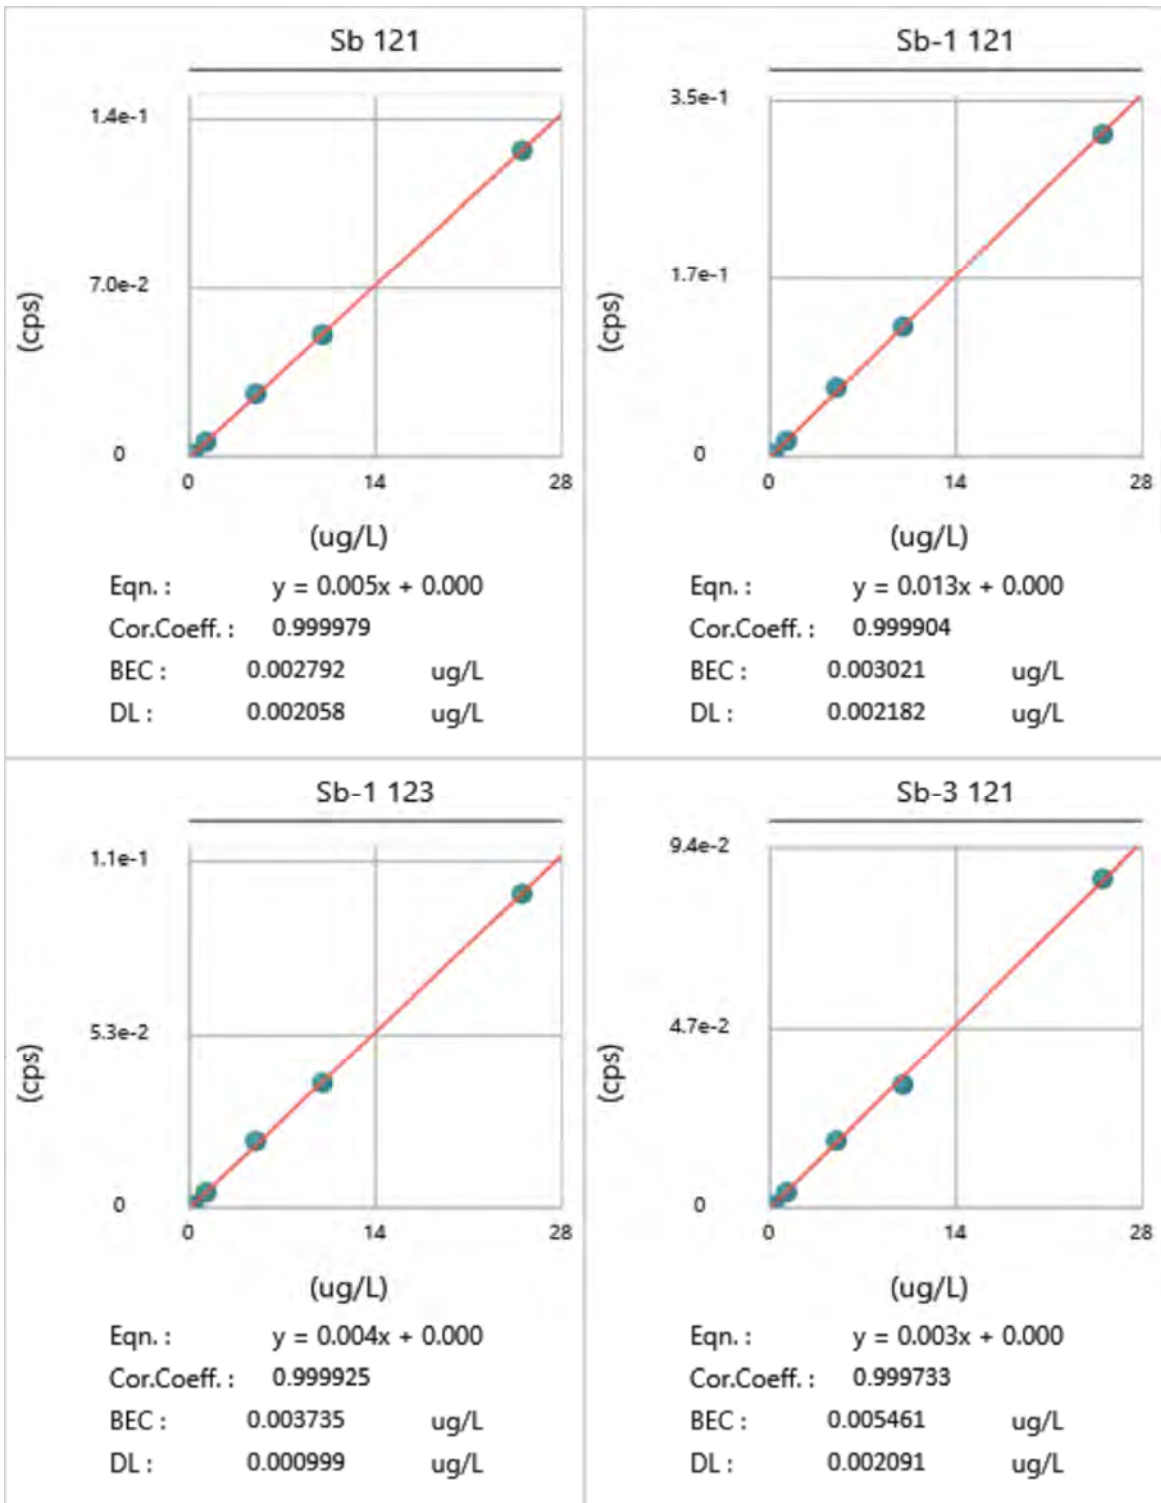 Sb 121
1.4e-1
7.0e-2
0
(cps)
0 14 28
(ug/L)
Eqn. : y = 0.005x + 0.000
Cor.Coeff. : 0.999979
BEC : 0.002792 ug/L
DL : 0.002058 ug/L
Sb-1 121
3.5e-1
1.7e-1
0
(cps)
0 14 28
(ug/L)
Eqn. : y = 0.013x + 0.000
Cor.Coeff. : 0.999904
BEC : 0.003021 ug/L
DL : 0.002182 ug/L
Sb-1 123
1.1e-1
5.3e-2
0
(cps)
0 14 28
(ug/L)
Eqn. : y = 0.004x + 0.000
Cor.Coeff. : 0.999925
BEC : 0.003735 ug/L
DL : 0.000999 ug/L
Sb-3 121
9.4e-2
4.7e-2
0
(cps)
0 14 28
(ug/L)
Eqn. : y = 0.003x + 0.000
Cor.Coeff. : 0.999733
BEC : 0.005461 ug/L
DL : 0.002091 ug/L